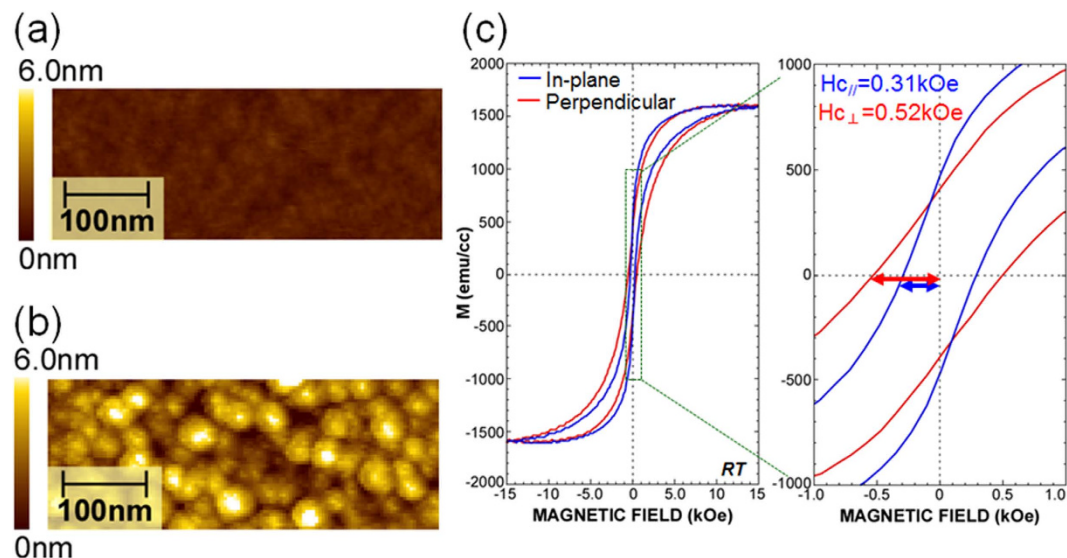 (a)
6.0nm
100nm
0nm
(b)
6.0nm
100nm
0nm
(c)
2000
1500
1000
500
0
-500
-1000
-1500
-2000
M (emu/cc)
In-plane
Perpendicular
RT
-15 -10 -5.0 0 5.0 10 15
MAGNETIC FIELD (kOe)
1000
500
0
-500
-1000
Hc//=0.31kOe
Hc⊥=0.52kOe
-1.0 -0.5 0 0.5 1.0
MAGNETIC FIELD (kOe)